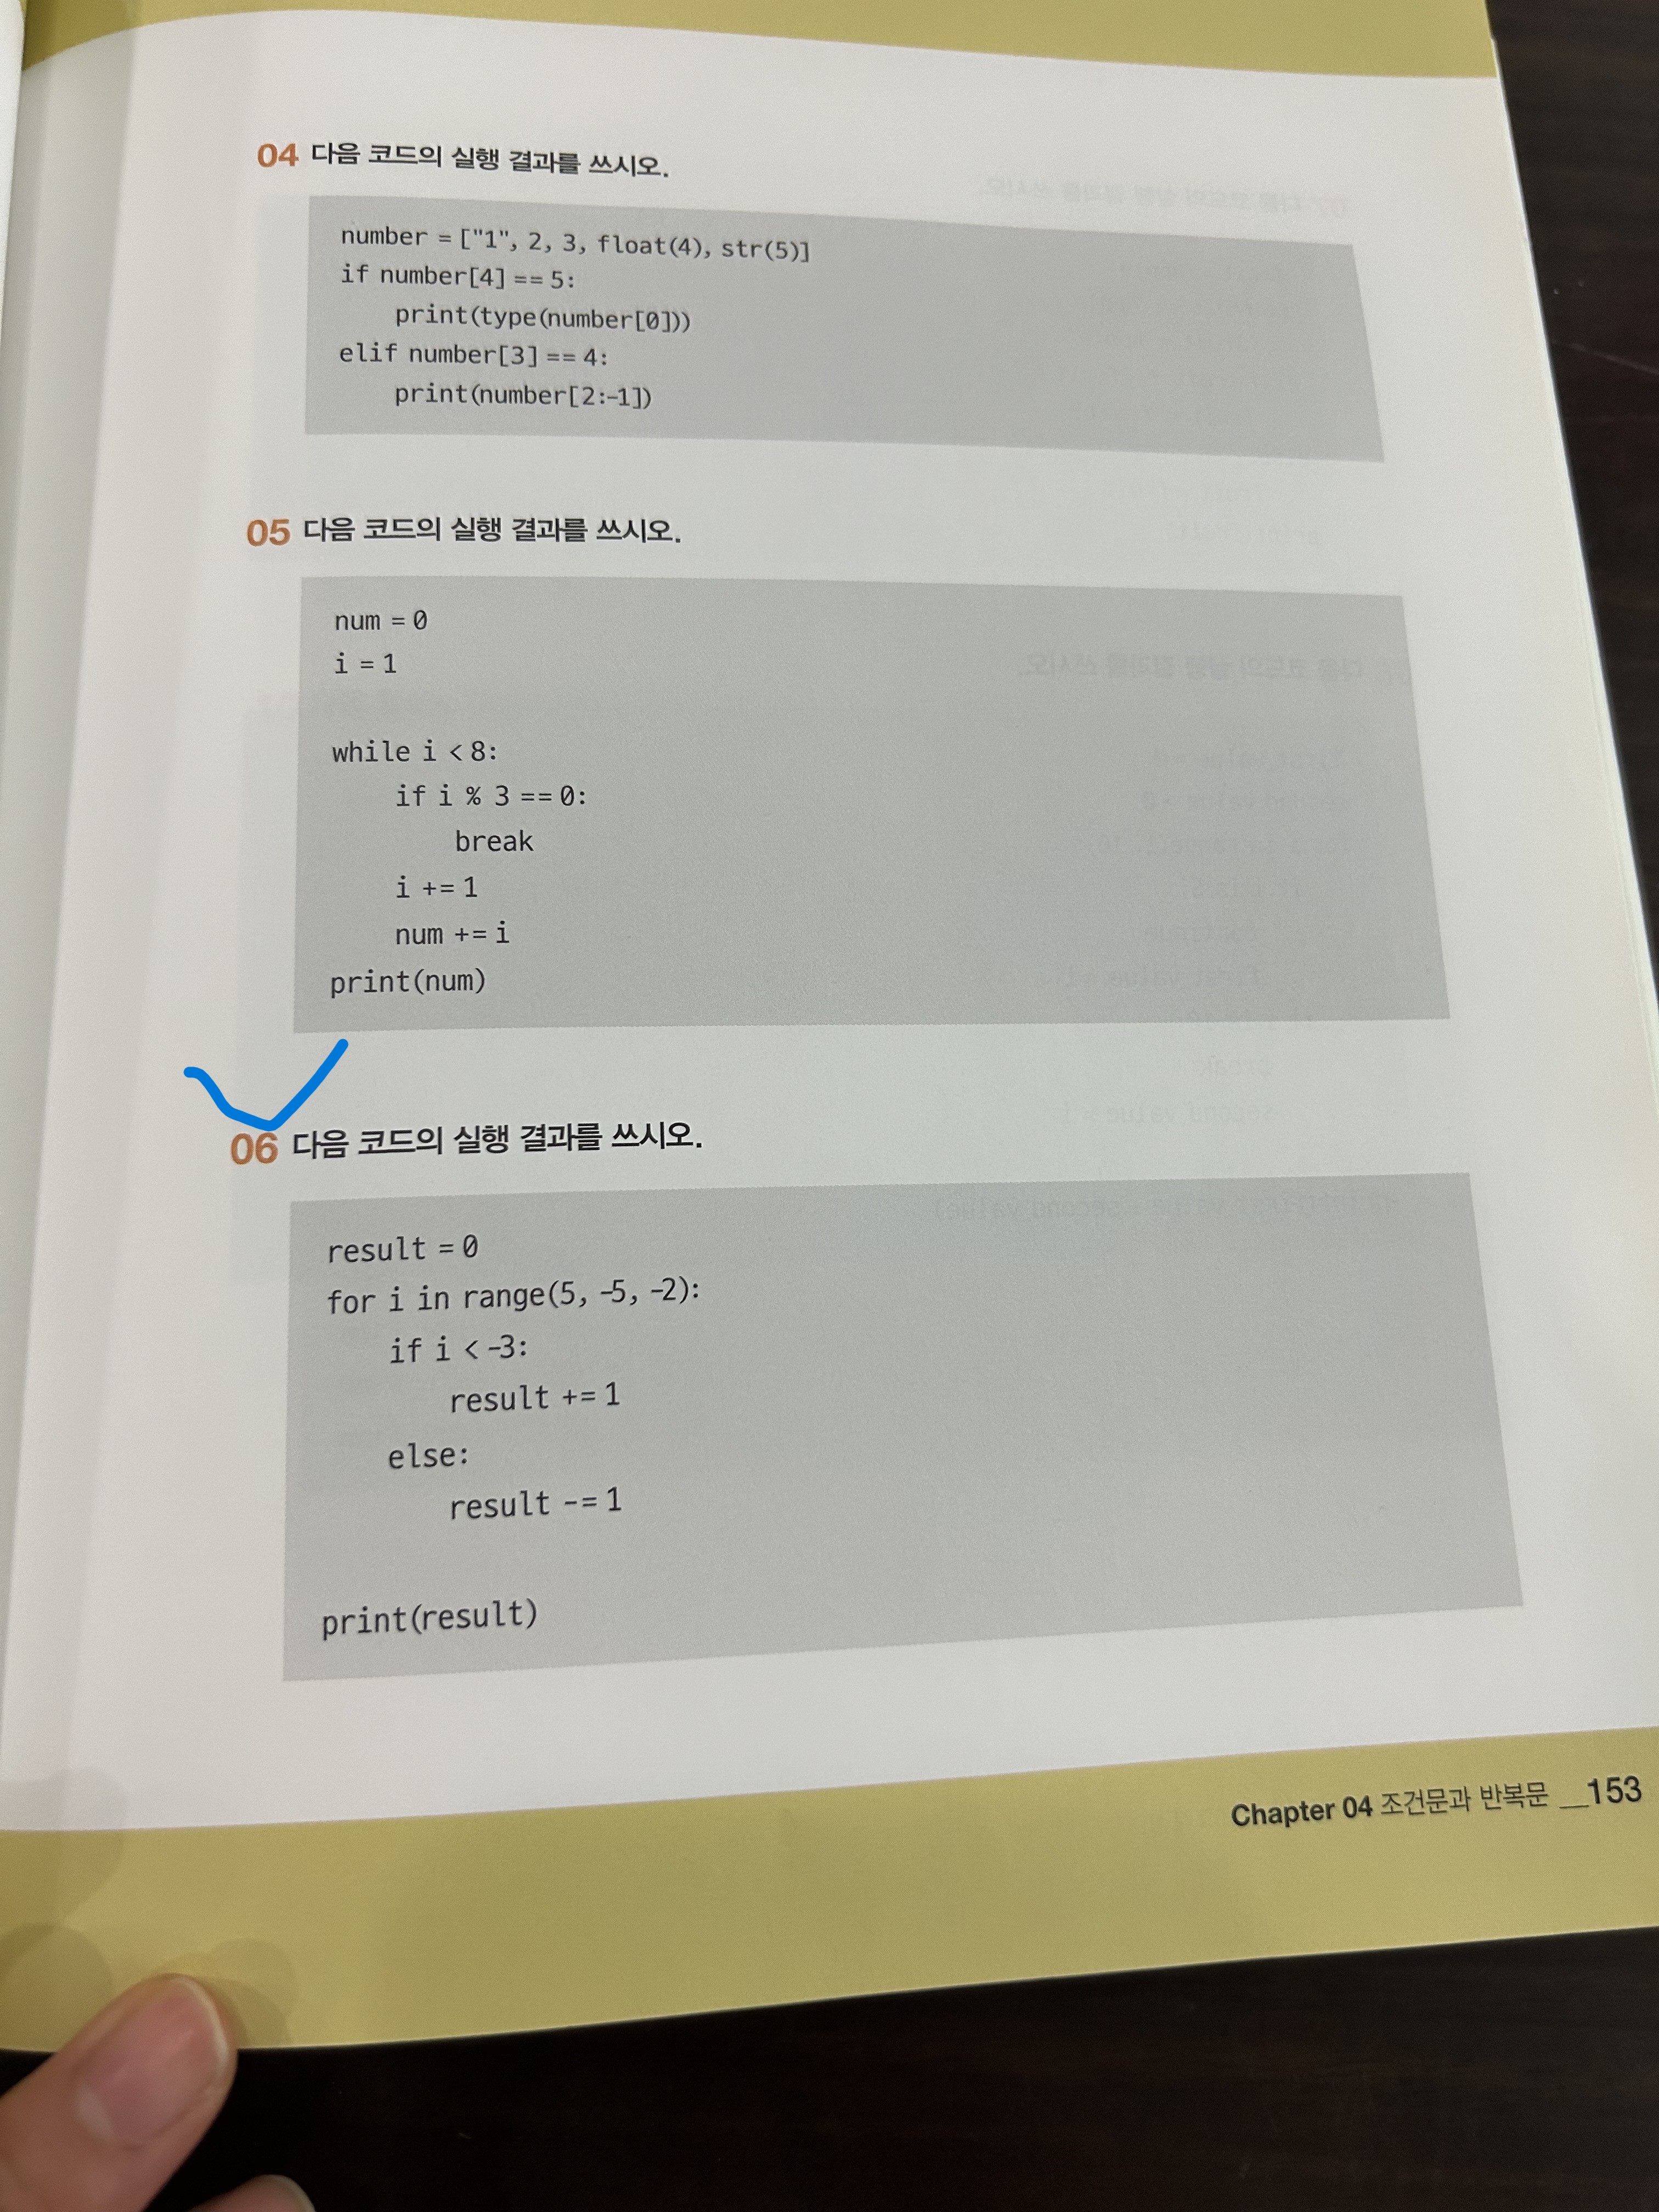 04 다음 코드의 실행 결과를 쓰시오.
number = ["1", 2, 3, float(4), str(5)]
if number[4] == 5:
    print(type(number[0]))
elif number[3] == 4:
    print(number[2:-1])
05 다음 코드의 실행 결과를 쓰시오.
num = 0
i = 1
while i < 8:
    if i % 3 == 0:
        break
    i += 1
    num += i
print(num)
06 다음 코드의 실행 결과를 쓰시오.
result = 0
for i in range(5, -5, -2):
    if i < -3:
        result += 1
    else:
        result -= 1
print(result)
Chapter 04 조건문과 반복문 __153